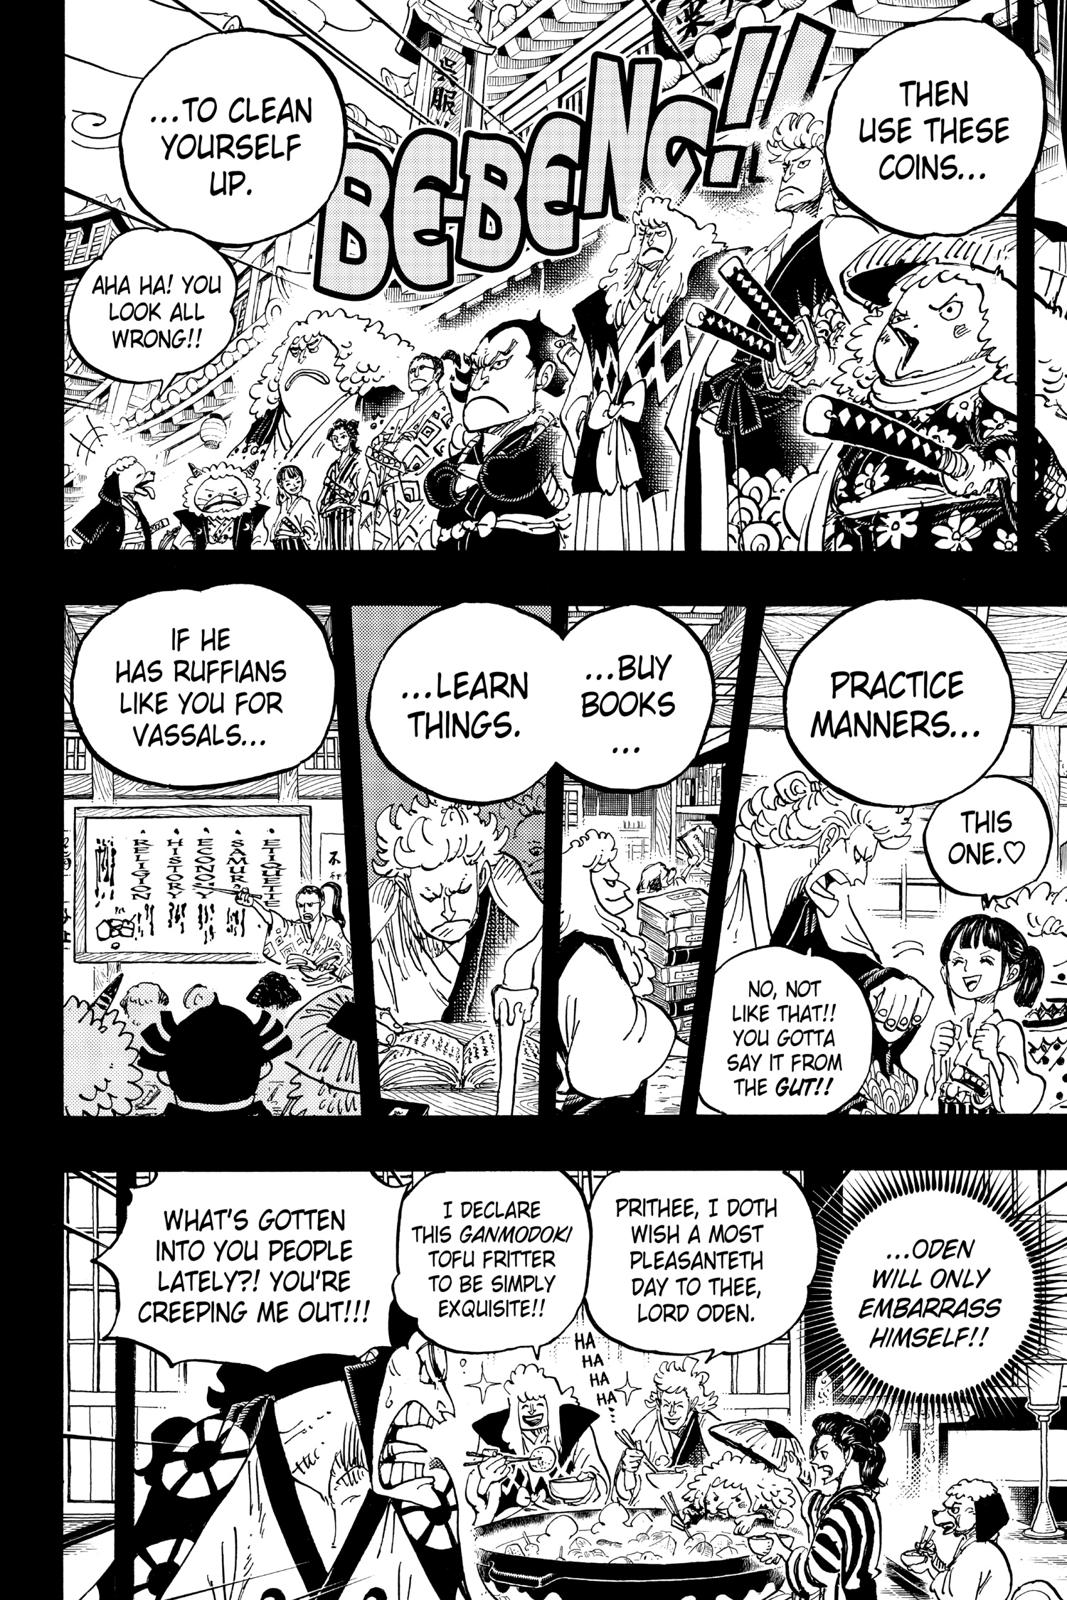 THEN
USE THESE
COINS...
...TO CLEAN
YOURSELF
UP.
BE-BENG!!
呉
服
AHA HA! YOU
LOOK ALL
WRONG!!
PRACTICE
MANNERS...
THIS
ONE.♡
NO, NOT
LIKE THAT!!
YOU GOTTA
SAY IT FROM
THE GUT!!
...BUY
BOOKS
...
...LEARN
THINGS.
IF HE
HAS RUFFIANS
LIKE YOU FOR
VASSALS...
• ETIQUETTE
• SAMURAI
• ECONOMY
• HISTORY
• RELIGION
...ODEN
WILL ONLY
EMBARRASS
HIMSELF!!
PRITHEE, I DOTH
WISH A MOST
PLEASANTETH
DAY TO THEE,
LORD ODEN.
I DECLARE
THIS GANMODOKI
TOFU FRITTER
TO BE SIMPLY
EXQUISITE!!
HA
HA
HA
HA...
WHAT'S GOTTEN
INTO YOU PEOPLE
LATELY?! YOU'RE
CREEPING ME OUT!!!